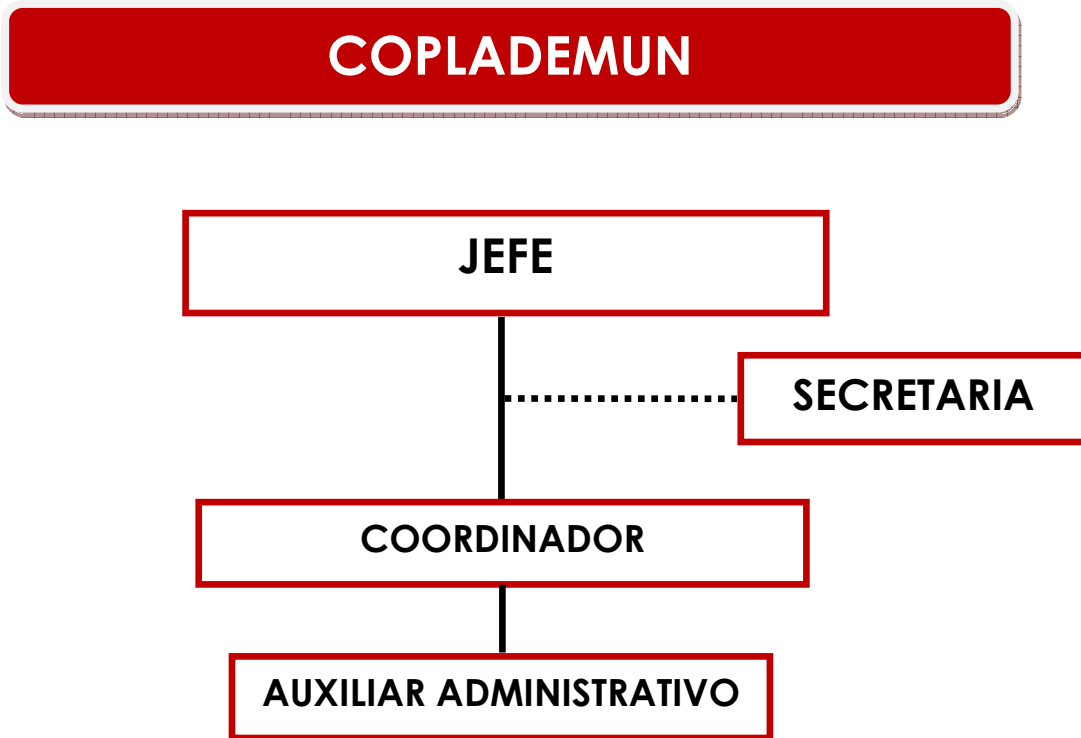 COPLADEMUN
JEFE
SECRETARIA
COORDINADOR
AUXILIAR ADMINISTRATIVO